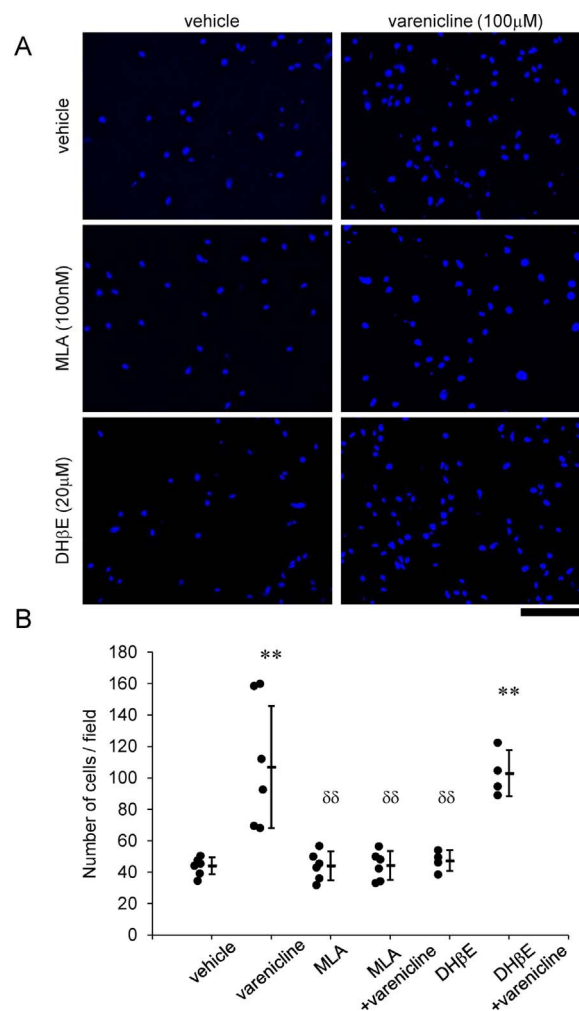 A
vehicle
varenicline (100μM)
vehicle
MLA (100nM)
DHβE (20μM)
B
Number of cells / field
180
160
140
120
100
80
60
40
20
0
**
δδ
δδ
δδ
**
vehicle
varenicline
MLA
MLA
+varenicline
DHβE
DHβE
+varenicline